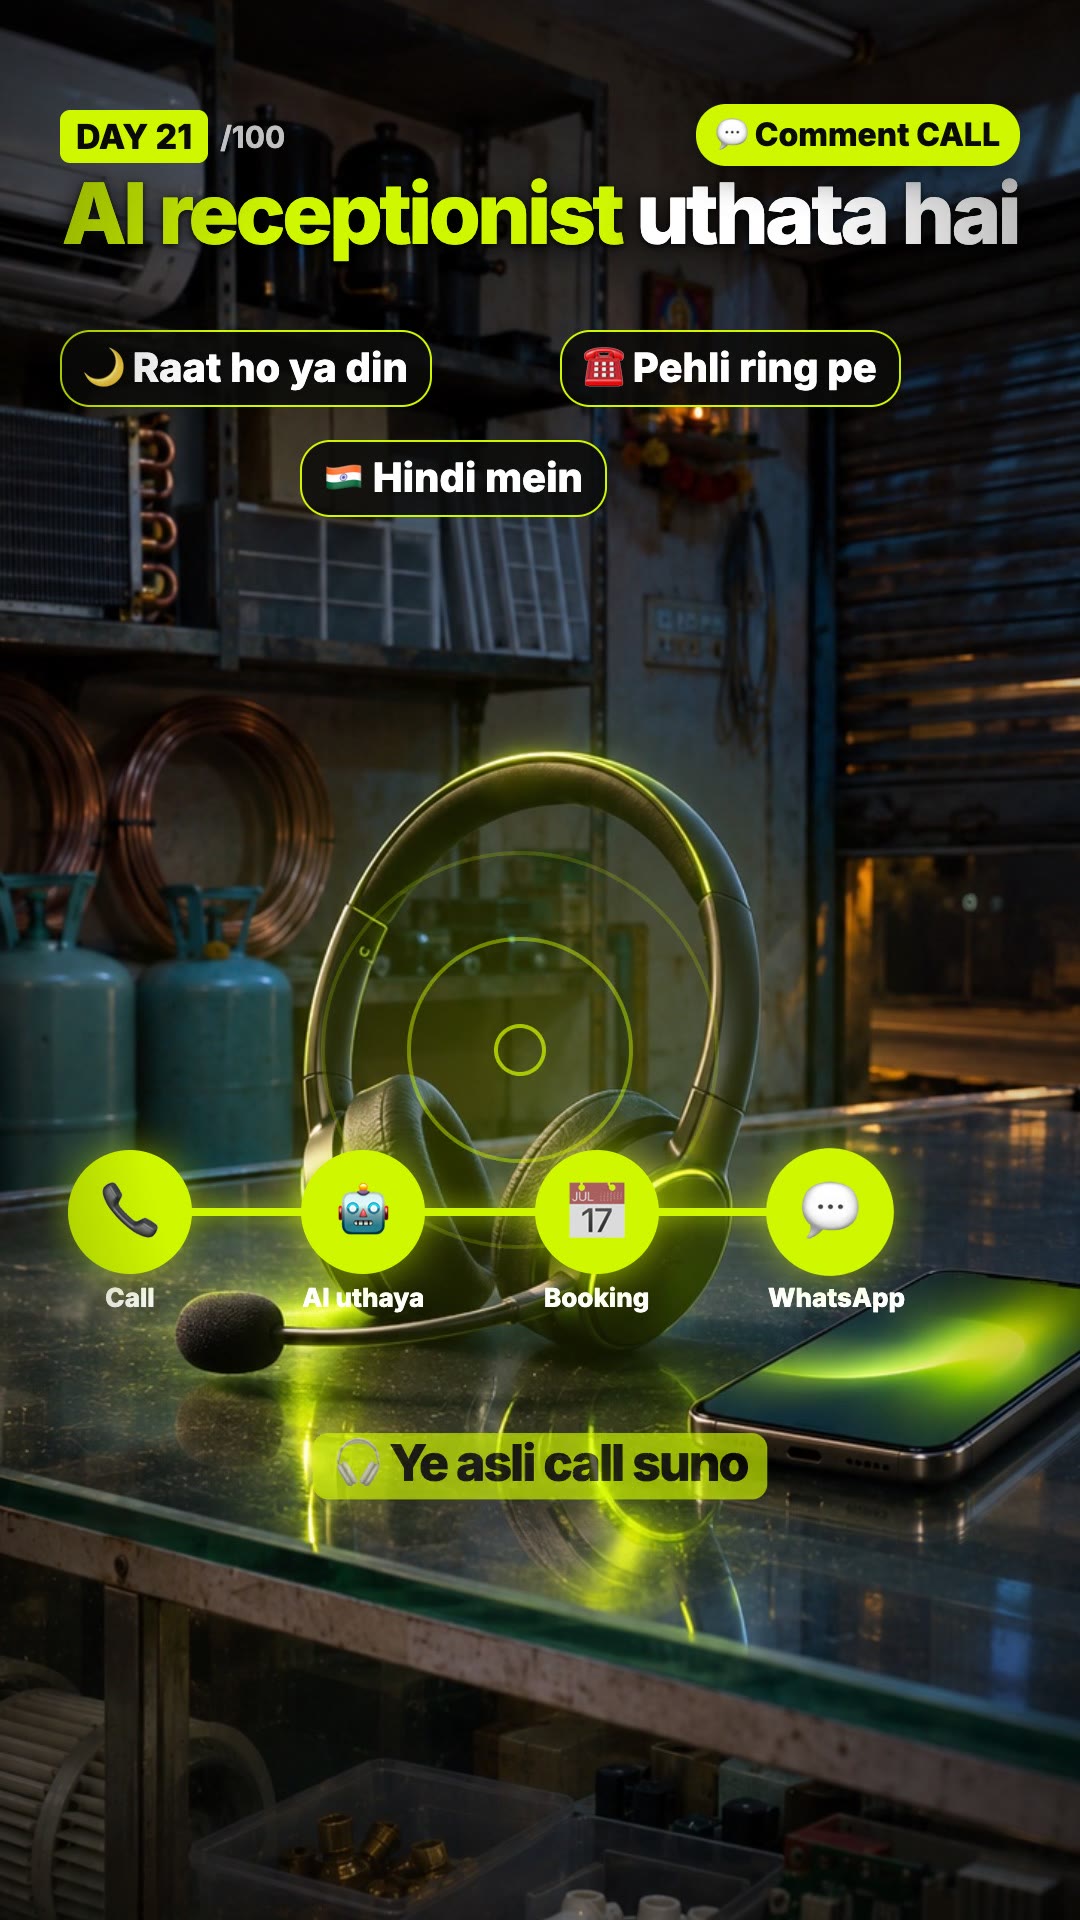 DAY 21 /100
💬 Comment CALL
AI receptionist uthata hai
🌙 Raat ho ya din
☎️ Pehli ring pe
🇮🇳 Hindi mein
JUL
17
Call
AI uthaya
Booking
WhatsApp
🎧 Ye asli call suno